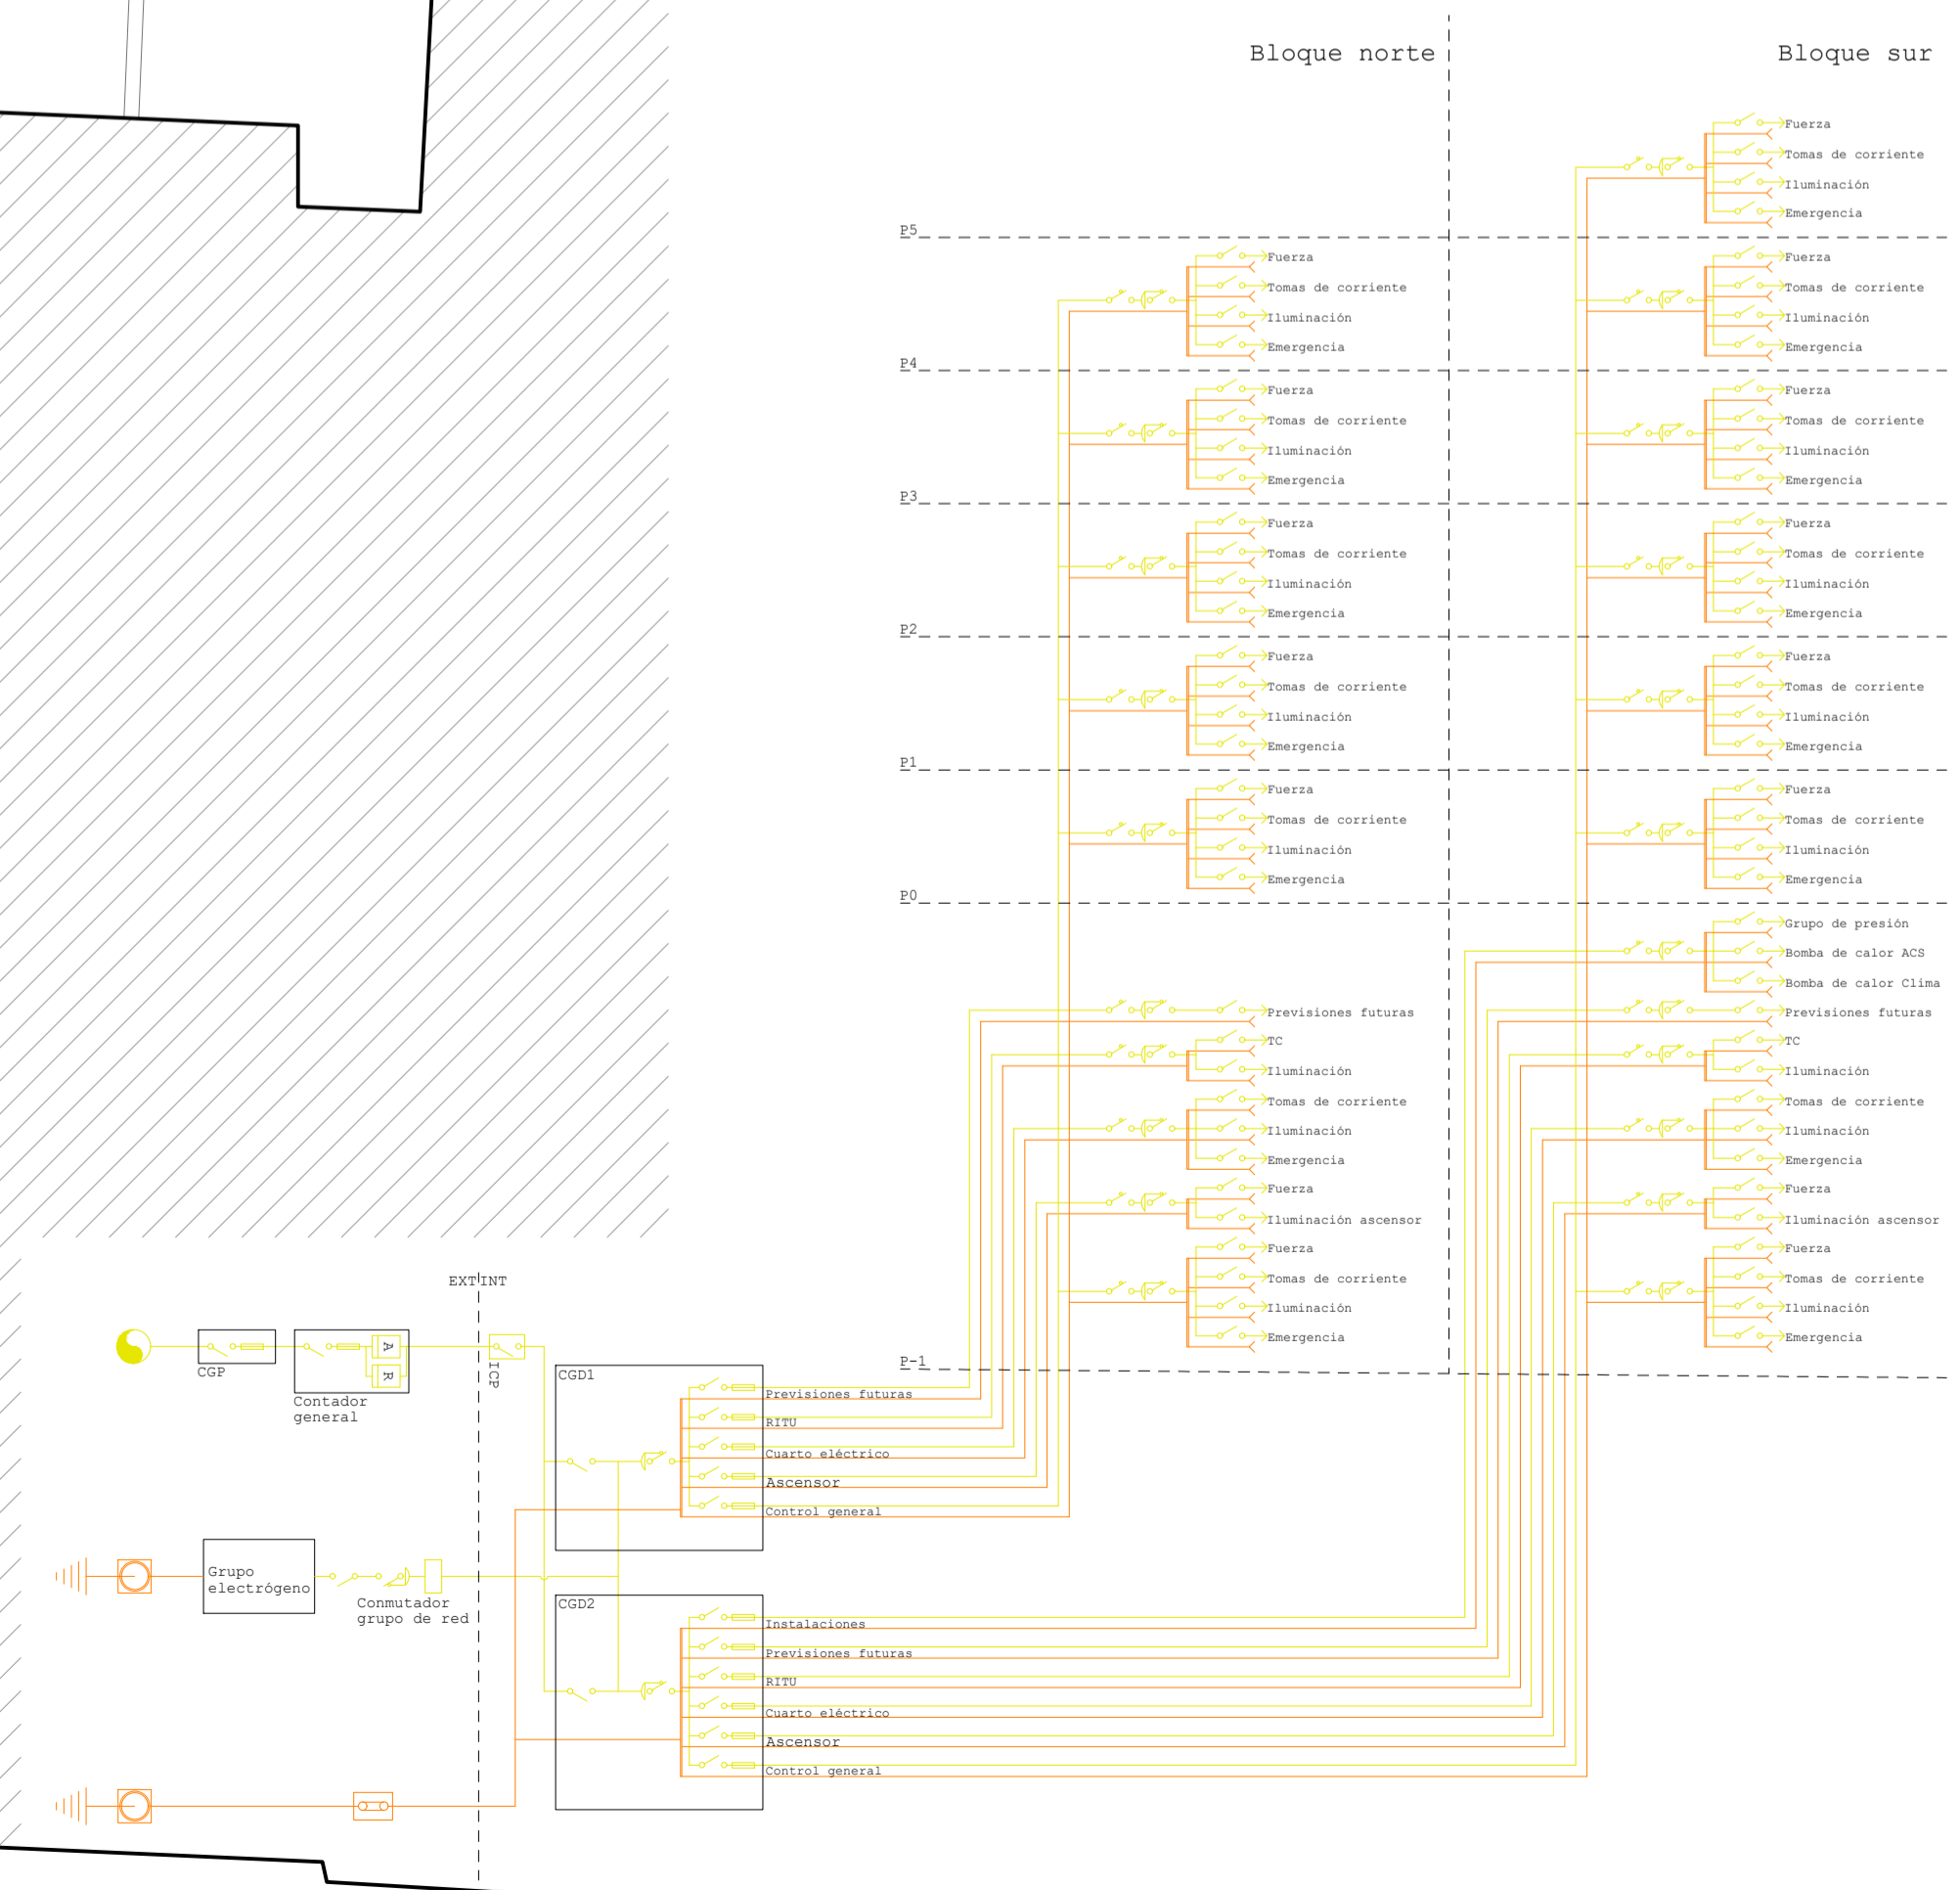 Bloque norte
Bloque sur
Fuerza
Tomas de corriente
Iluminación
Emergencia
P5
Fuerza
Tomas de corriente
Iluminación
Emergencia
Fuerza
Tomas de corriente
Iluminación
Emergencia
P4
Fuerza
Tomas de corriente
Iluminación
Emergencia
Fuerza
Tomas de corriente
Iluminación
Emergencia
P3
Fuerza
Tomas de corriente
Iluminación
Emergencia
Fuerza
Tomas de corriente
Iluminación
Emergencia
P2
Fuerza
Tomas de corriente
Iluminación
Emergencia
Fuerza
Tomas de corriente
Iluminación
Emergencia
P1
Fuerza
Tomas de corriente
Iluminación
Emergencia
Fuerza
Tomas de corriente
Iluminación
Emergencia
P0
Previsiones futuras
TC
Iluminación
Tomas de corriente
Iluminación
Emergencia
Fuerza
Iluminación ascensor
Fuerza
Tomas de corriente
Iluminación
Emergencia
Grupo de presión
Bomba de calor ACS
Bomba de calor Clima
Previsiones futuras
TC
Iluminación
Tomas de corriente
Iluminación
Emergencia
Fuerza
Iluminación ascensor
Fuerza
Tomas de corriente
Iluminación
Emergencia
P-1
EXT INT
CGP
A
R
Contador
general
ICP
CGD1
Previsiones futuras
RITU
Cuarto eléctrico
Ascensor
Control general
Grupo
electrógeno
Conmutador
grupo de red
CGD2
Instalaciones
Previsiones futuras
RITU
Cuarto eléctrico
Ascensor
Control general